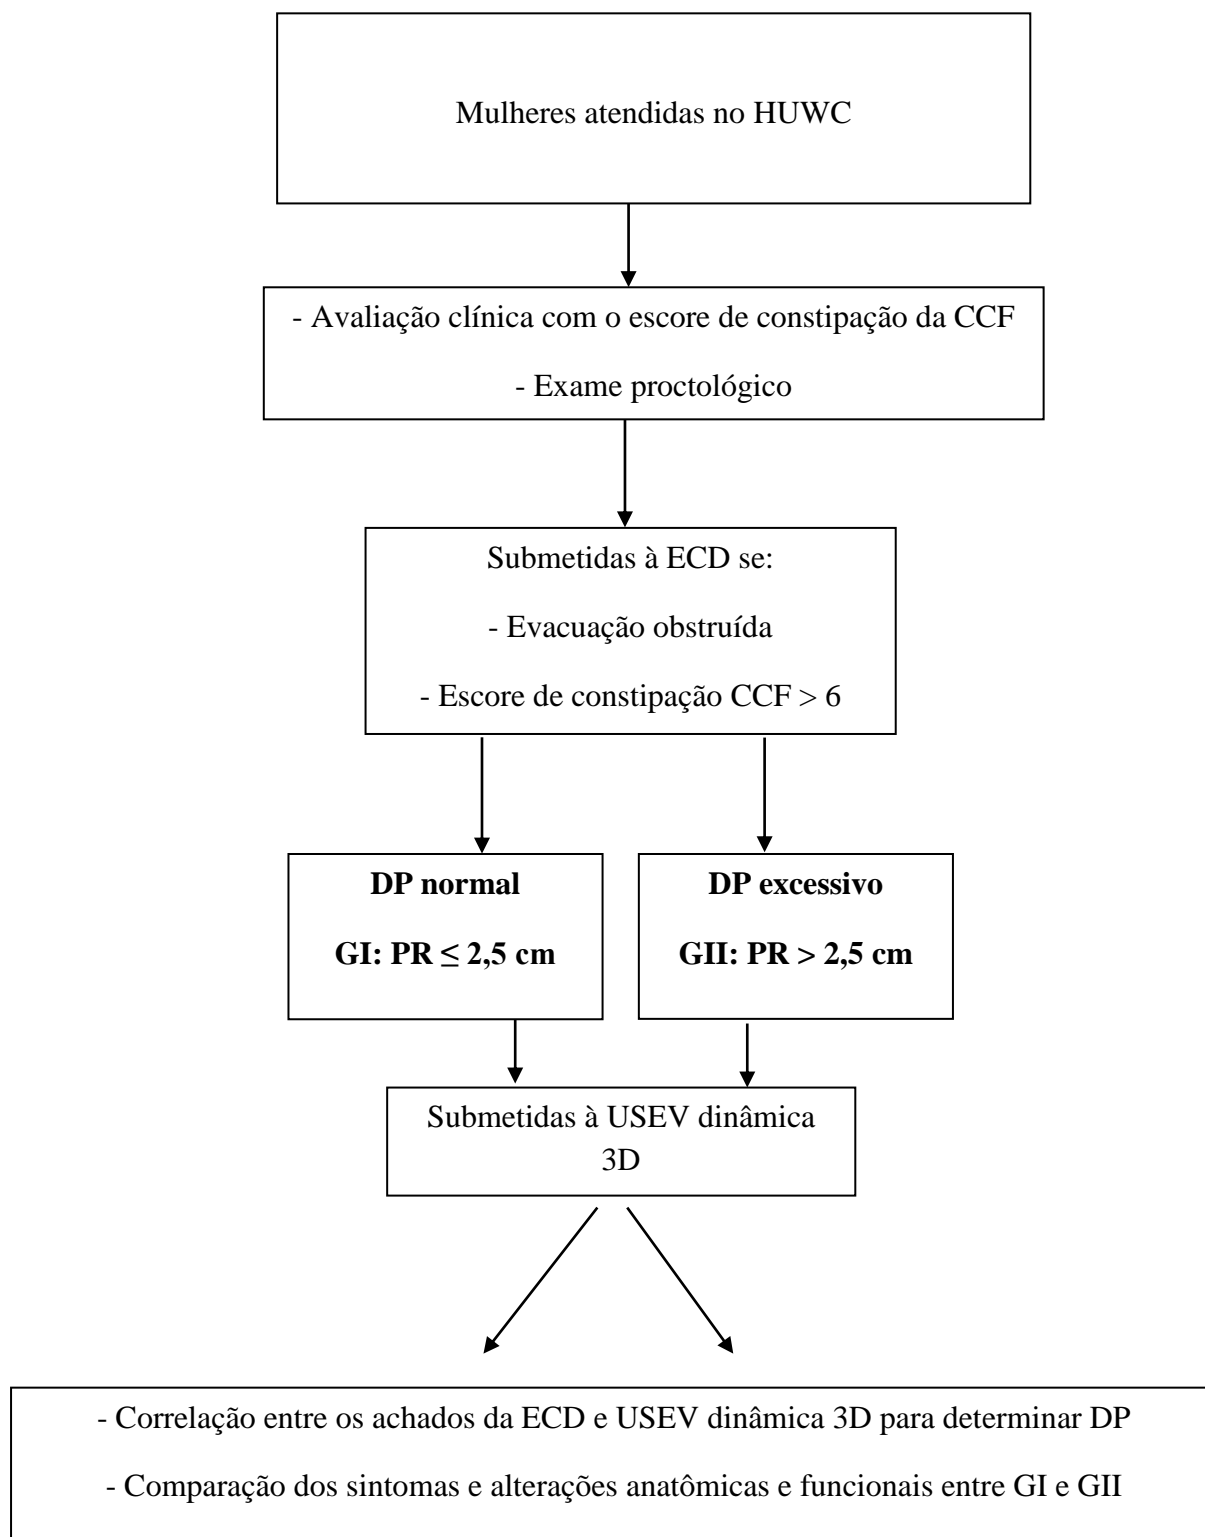 Mulheres atendidas no HUWC
- Avaliação clínica com o escore de constipação da CCF
- Exame proctológico
Submetidas à ECD se:
- Evacuação obstruída
- Escore de constipação CCF > 6
DP normal
GI: PR ≤ 2,5 cm
DP excessivo
GII: PR > 2,5 cm
Submetidas à USEV dinâmica
3D
- Correlação entre os achados da ECD e USEV dinâmica 3D para determinar DP
- Comparação dos sintomas e alterações anatômicas e funcionais entre GI e GII